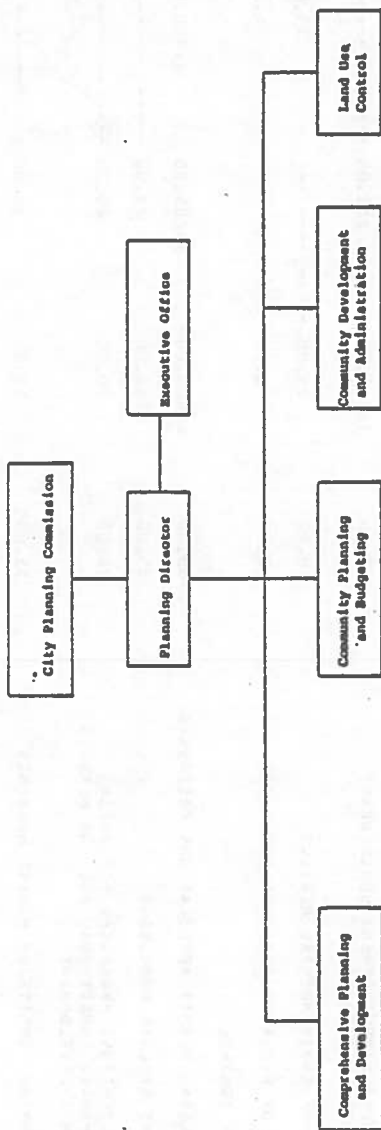 City Planning Commission
Planning Director
Executive Office
Comprehensive Planning
and Development
Community Planning
and Budgeting
Community Development
and Administration
Land Use
Control